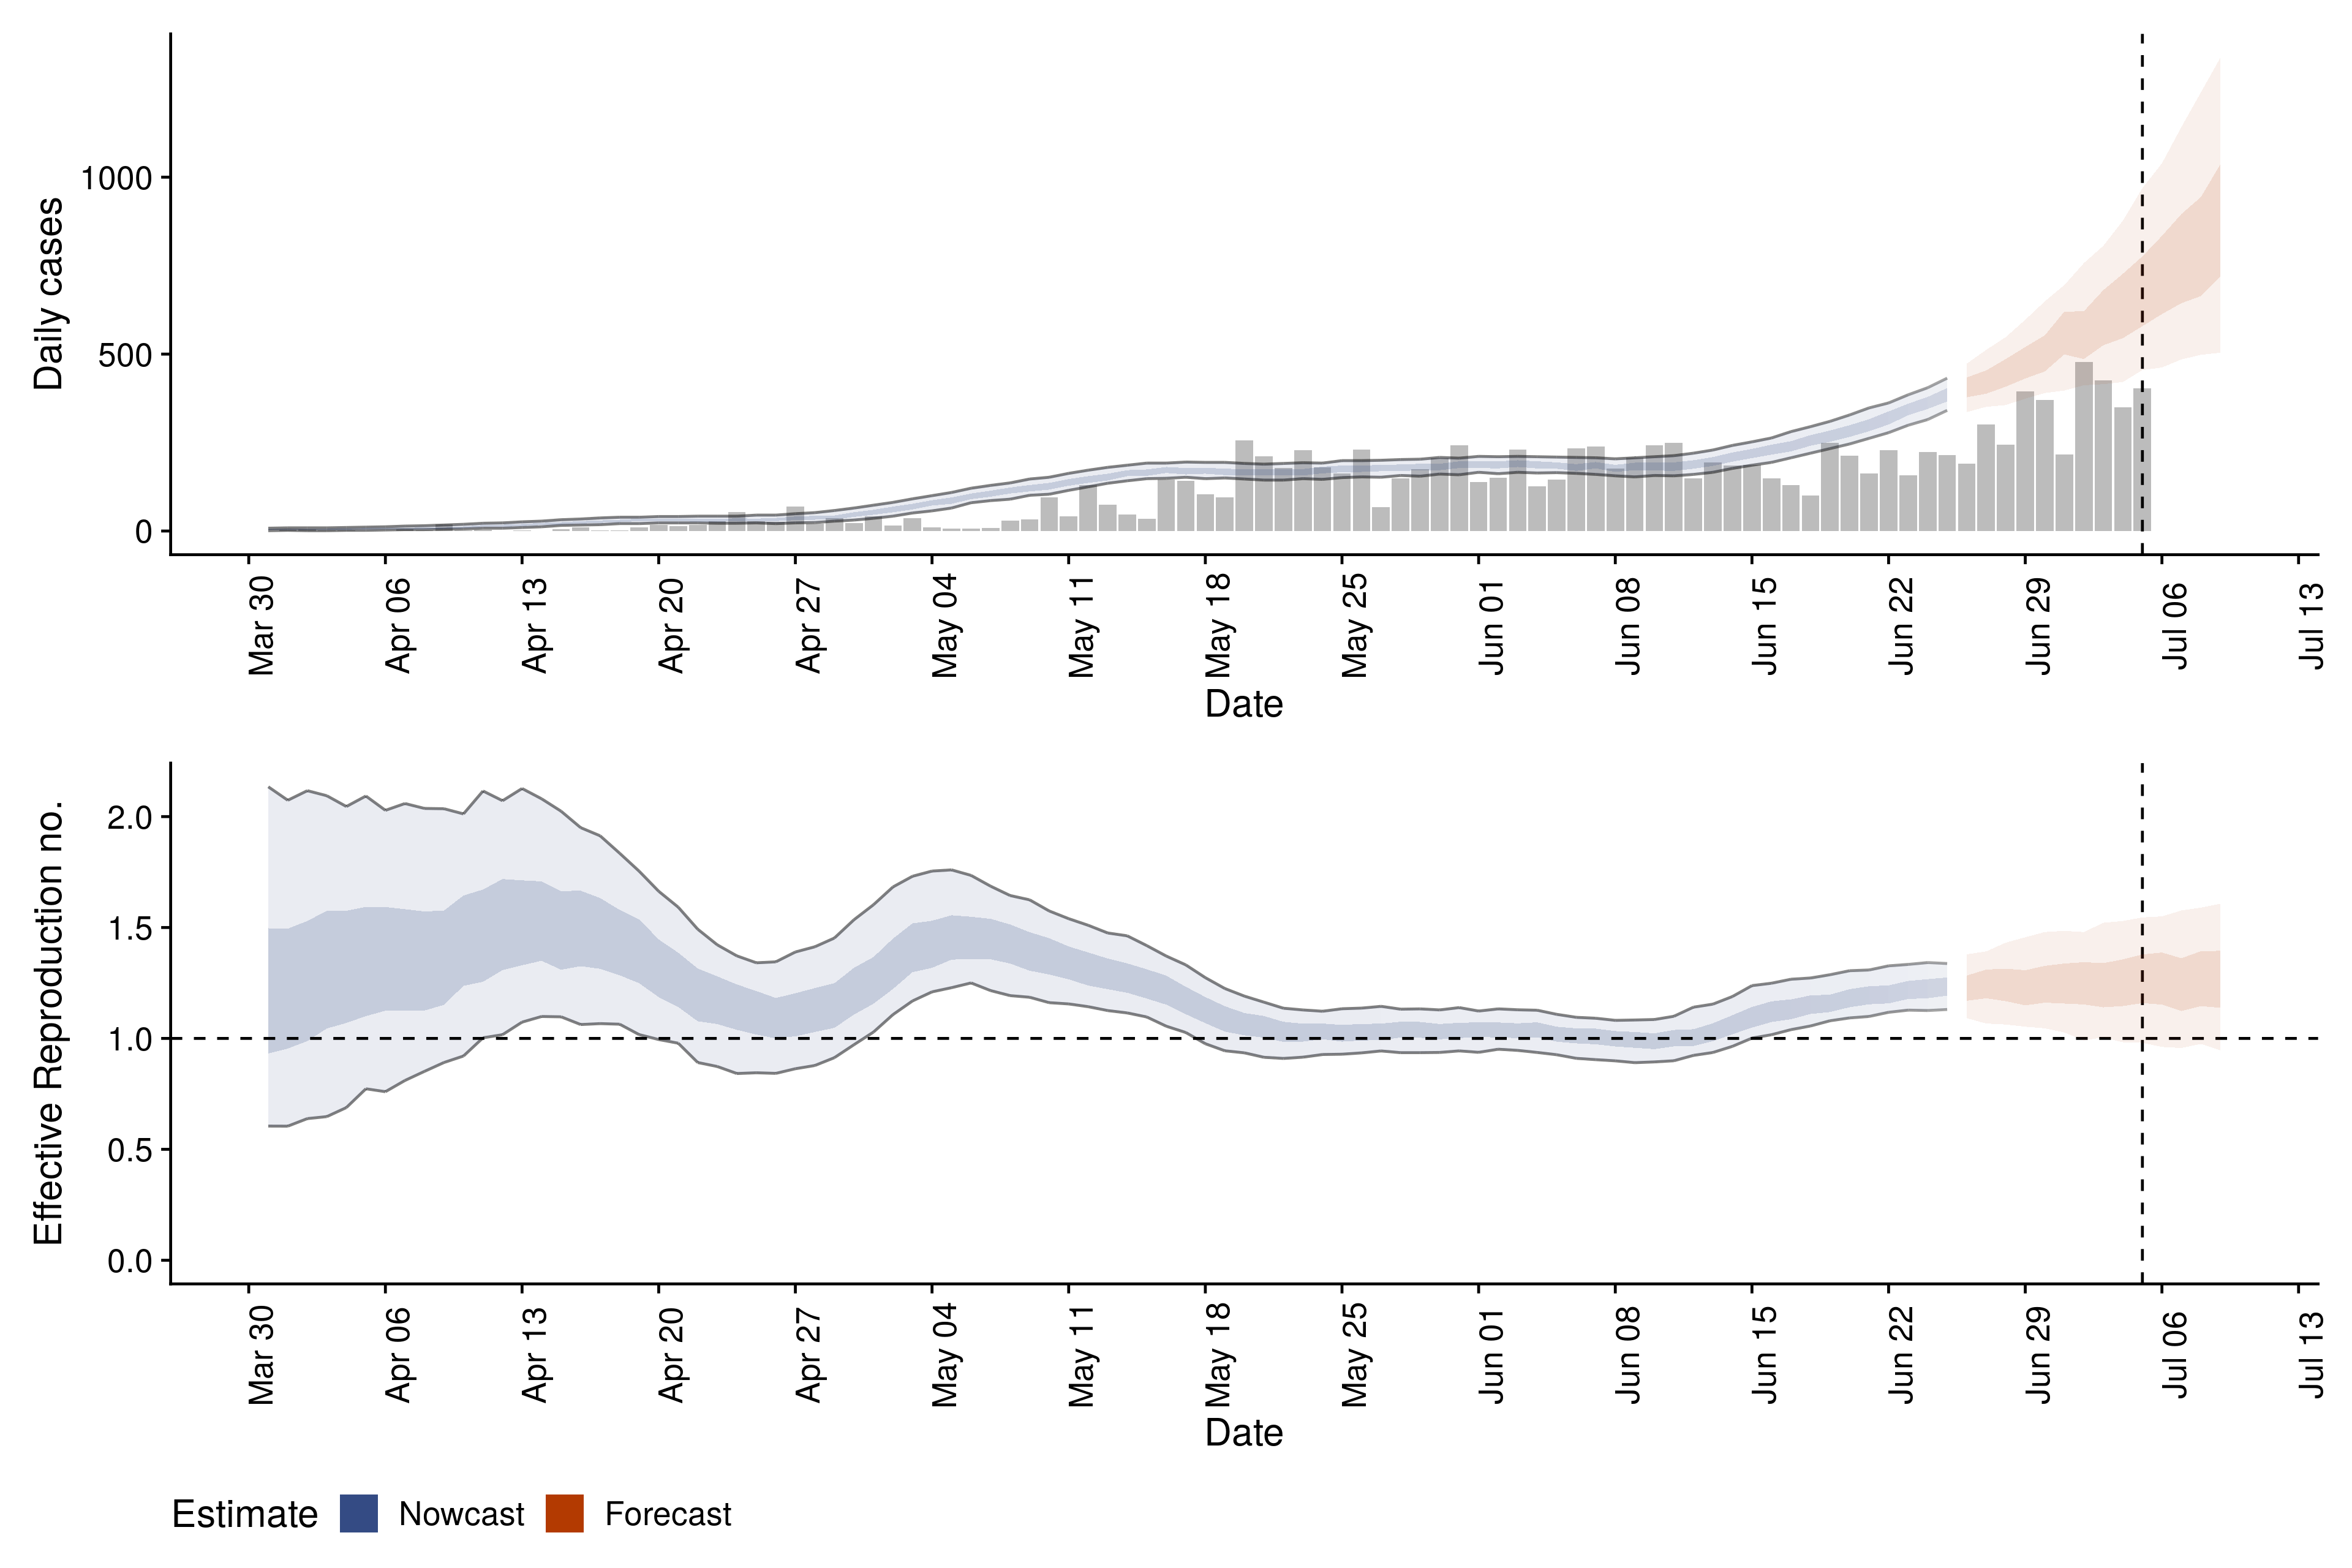 Daily cases
1000
500
0
Mar 30
Apr 06
Apr 13
Apr 20
Apr 27
May 04
May 11
May 18
May 25
Jun 01
Jun 08
Jun 15
Jun 22
Jun 29
Jul 06
Jul 13
Date
Effective Reproduction no.
2.0
1.5
1.0
0.5
0.0
Mar 30
Apr 06
Apr 13
Apr 20
Apr 27
May 04
May 11
May 18
May 25
Jun 01
Jun 08
Jun 15
Jun 22
Jun 29
Jul 06
Jul 13
Date
Estimate Nowcast Forecast